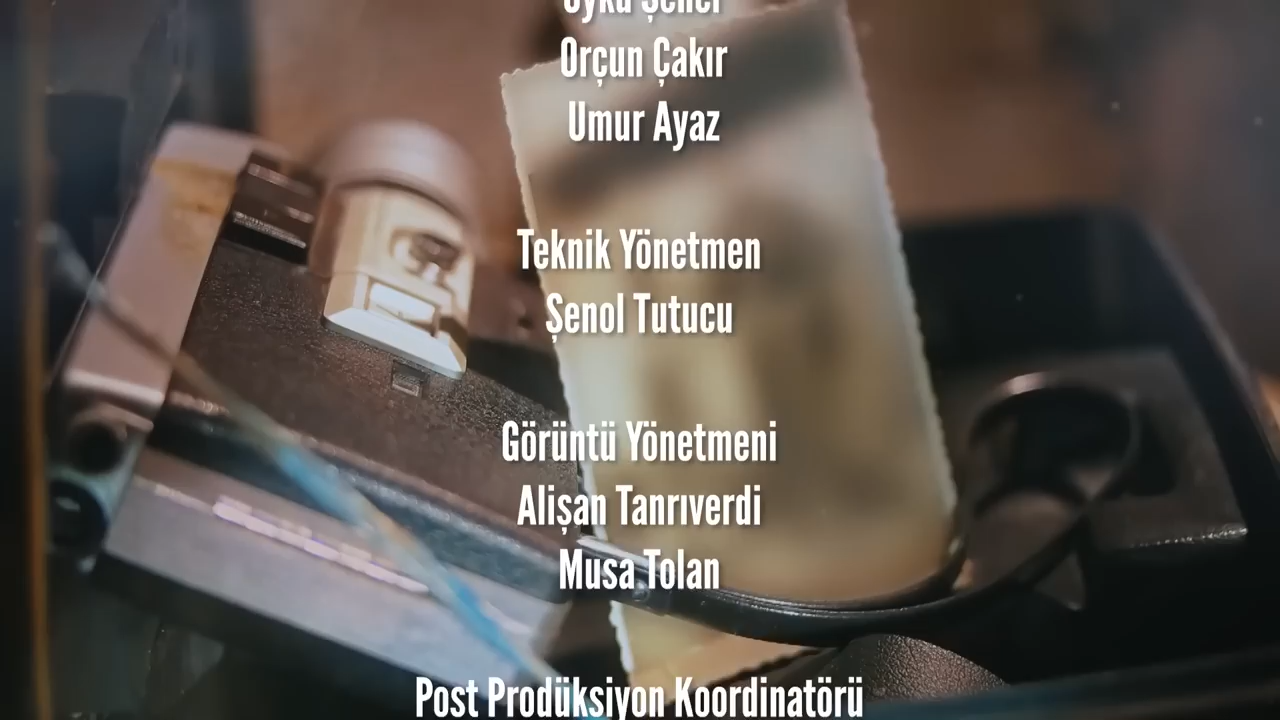 Orçun Çakır
Umur Ayaz
Teknik Yönetmen
Şenol Tutucu
Görüntü Yönetmeni
Alişan Tanrıverdi
Musa Tolan
Post Prodüksiyon Koordinatörü